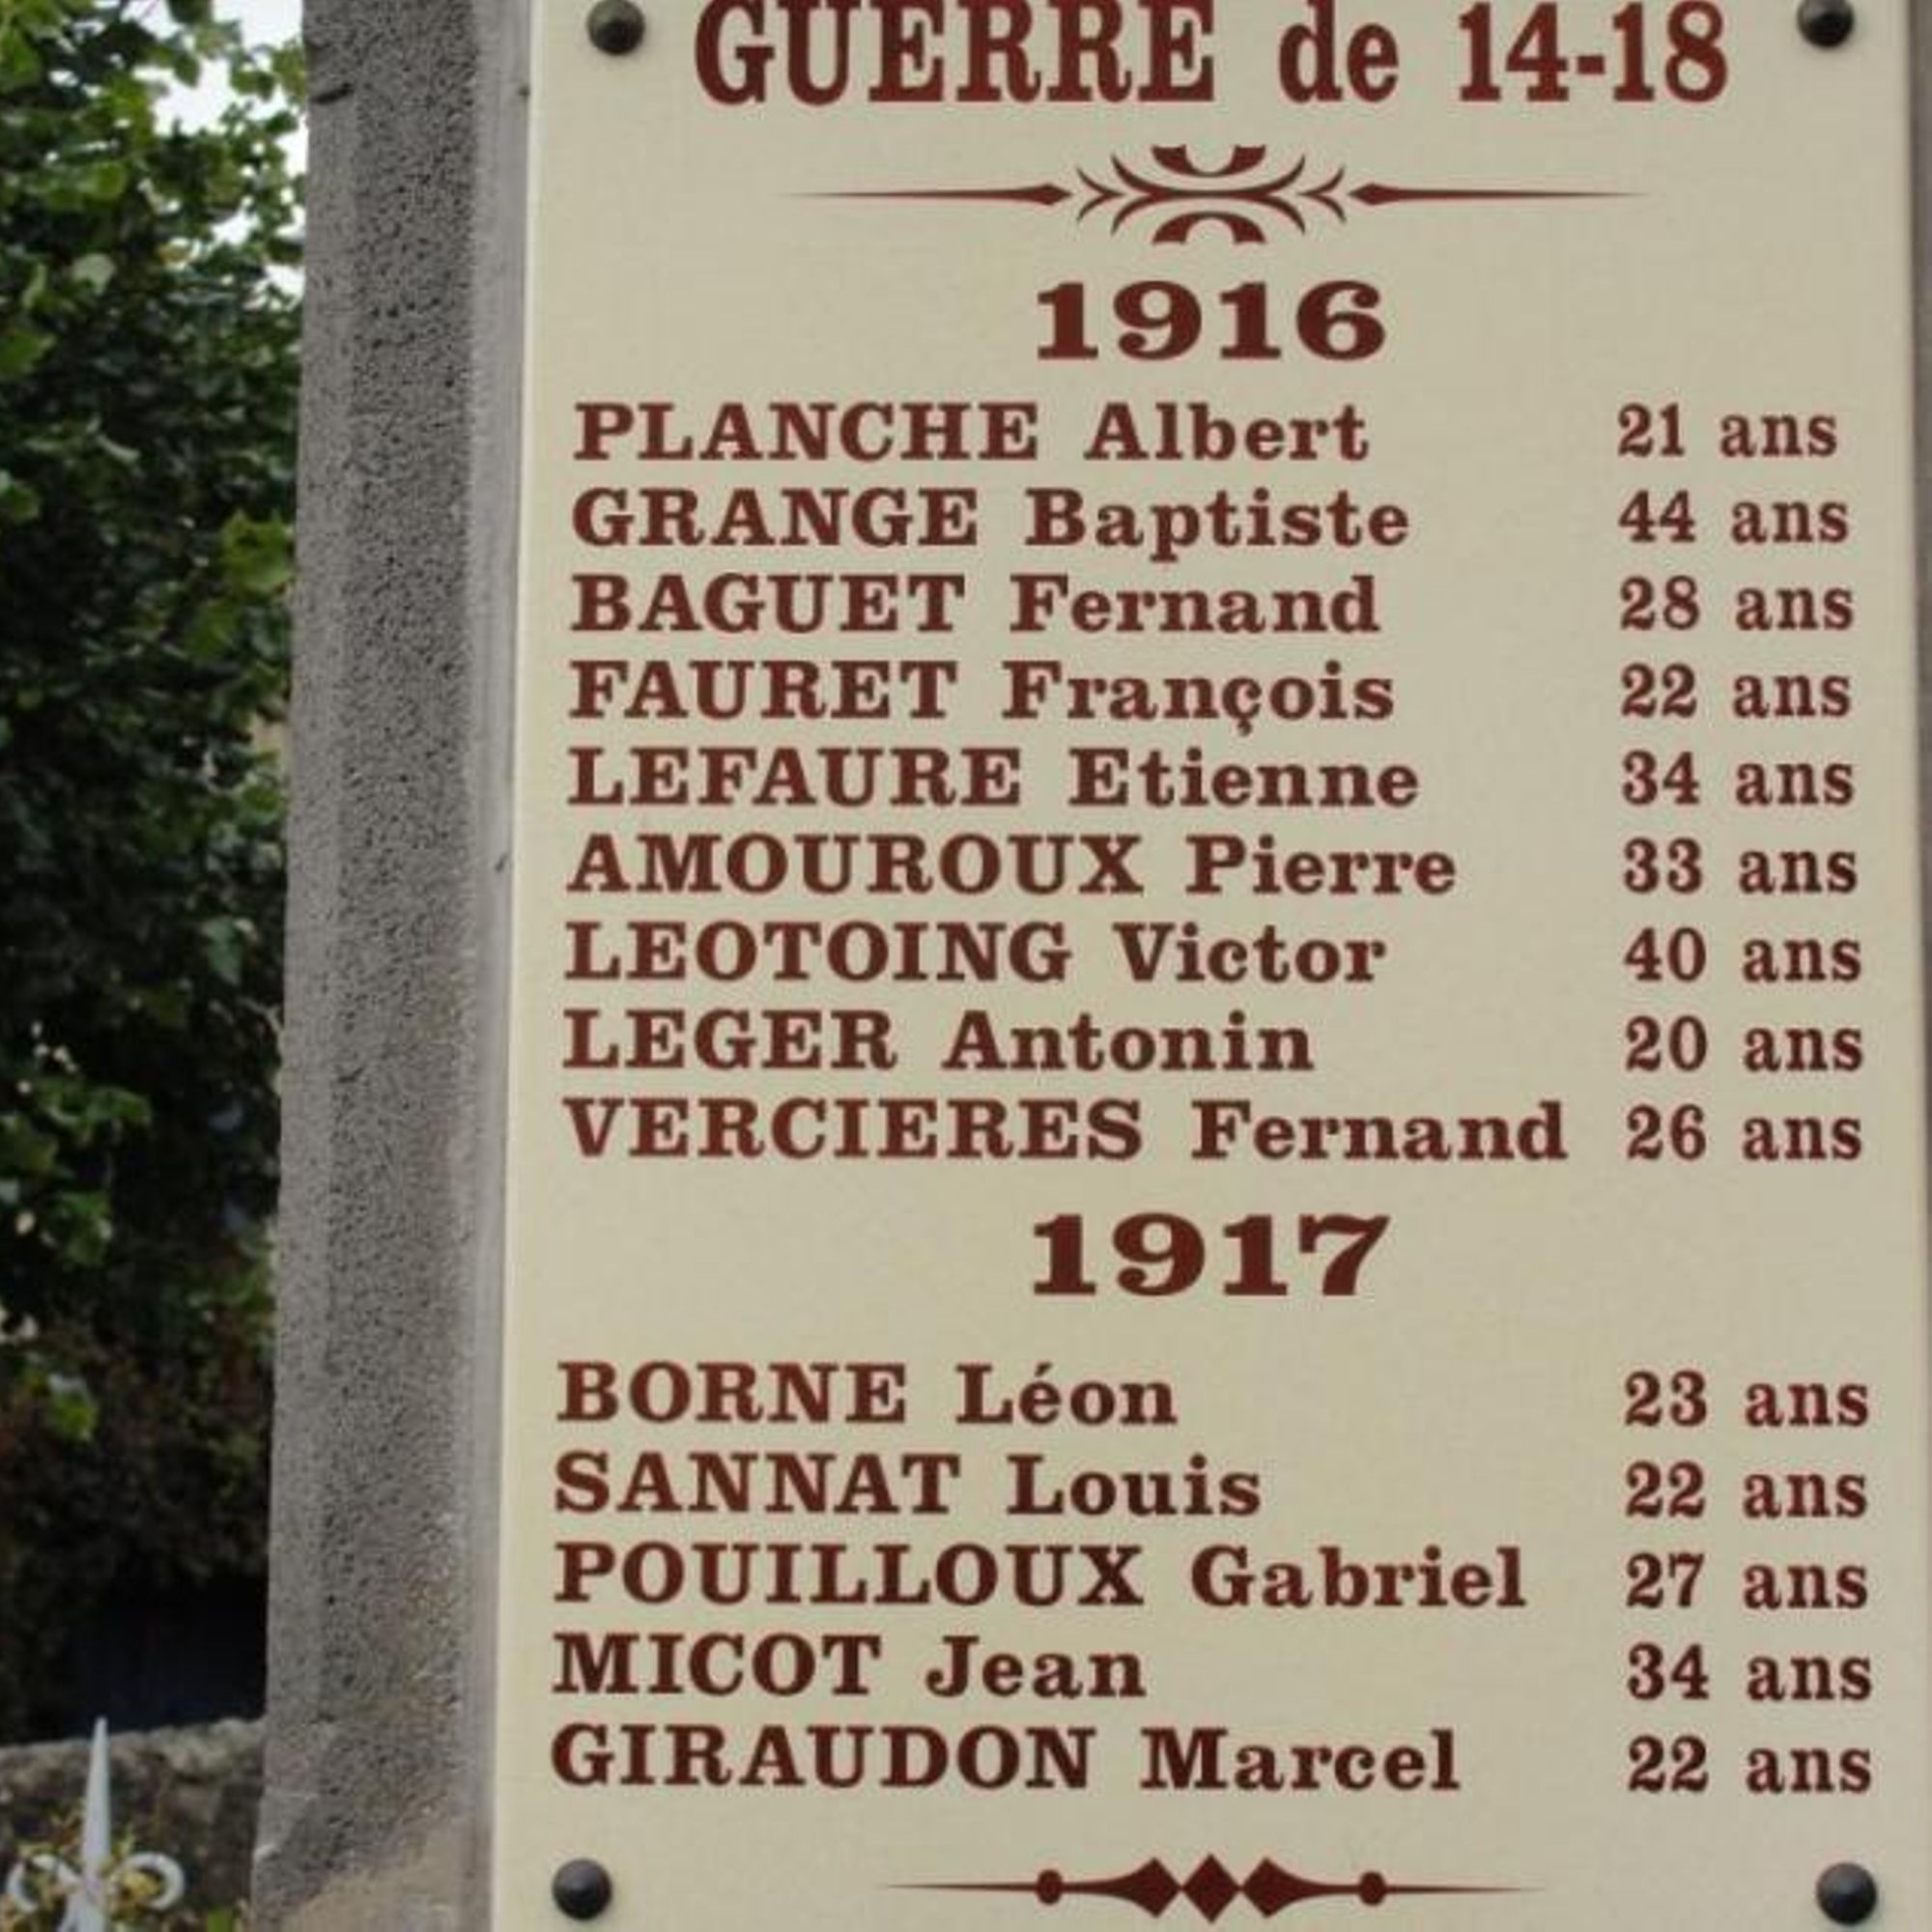 GUERRE de 14-18
1916
PLANCHE Albert 21 ans
GRANGE Baptiste 44 ans
BAGUET Fernand 28 ans
FAURET François 22 ans
LEFAURE Etienne 34 ans
AMOUROUX Pierre 33 ans
LEOTOING Victor 40 ans
LEGER Antonin 20 ans
VERCIERES Fernand 26 ans
1917
BORNE Léon 23 ans
SANNAT Louis 22 ans
POUILLOUX Gabriel 27 ans
MICOT Jean 34 ans
GIRAUDON Marcel 22 ans